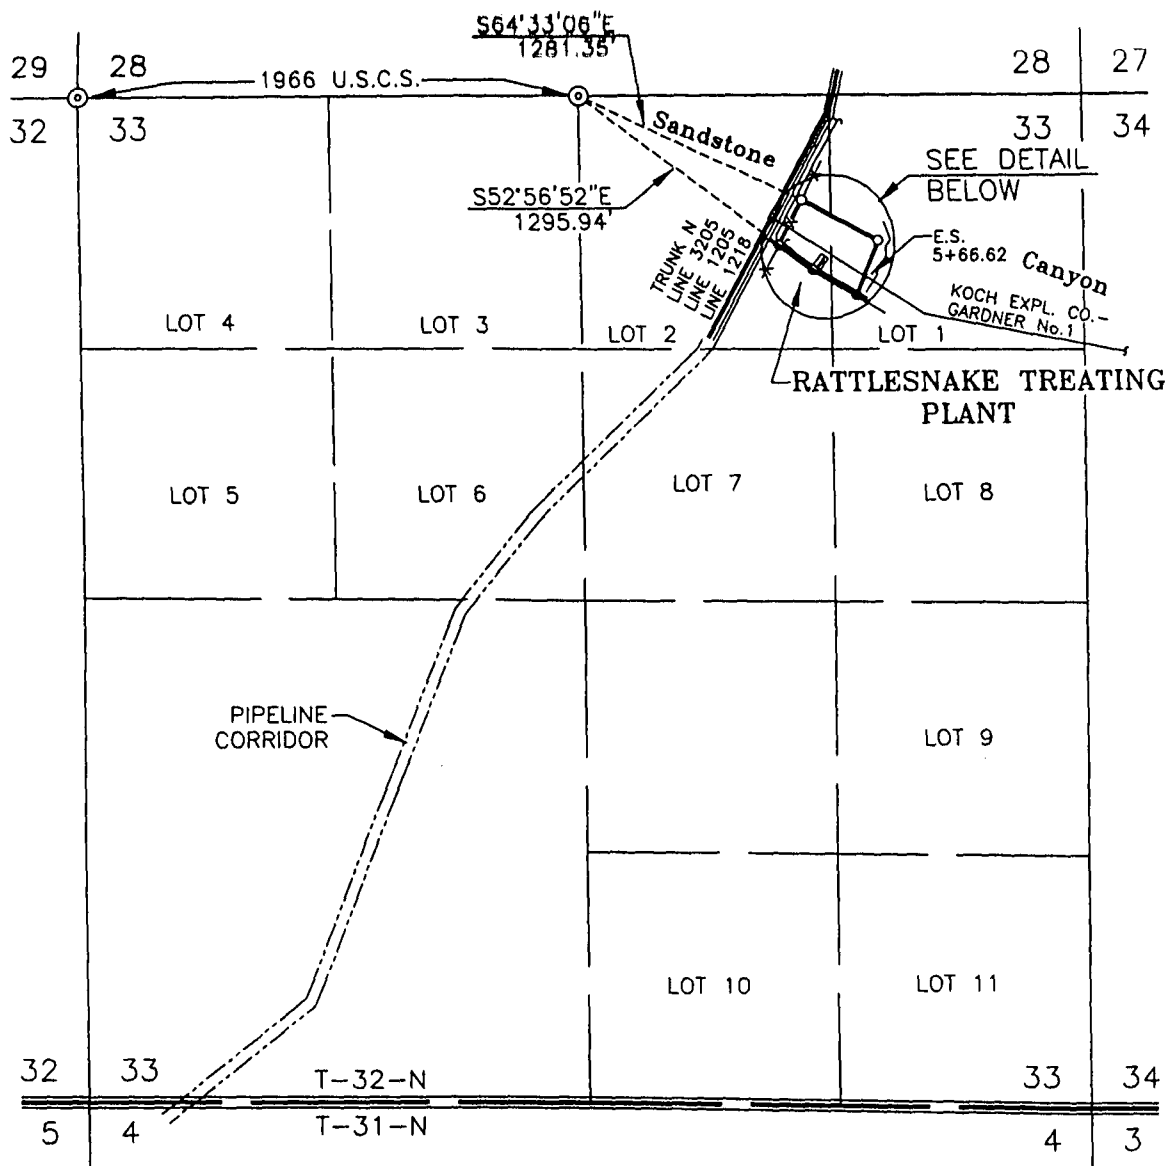 S64'33'06"E
1281.35'
29
28
1966 U.S.C.S.
28
27
32
33
33
34
Sandstone
SEE DETAIL
BELOW
S52'56'52"E
1295.94'
TRUNK N
LINE 3205
LINE 1205
LINE 1218
E.S.
5+66.62
Canyon
KOCH EXPL. CO.-
GARDNER No.1
LOT 4
LOT 3
LOT 2
LOT 1
RATTLESNAKE TREATING
PLANT
LOT 5
LOT 6
LOT 7
LOT 8
PIPELINE
CORRIDOR
LOT 9
LOT 10
LOT 11
32
33
T-32-N
33
34
5
4
T-31-N
4
3